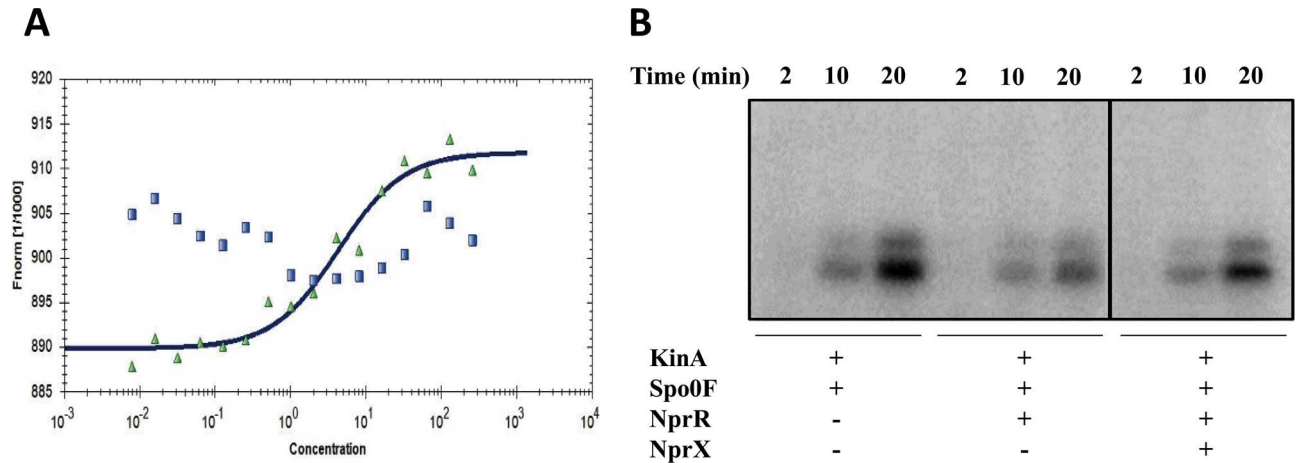 A
B
920
915
910
905
900
895
890
885
Fnorm [1/1000]
10^-3 10^-2 10^-1 10^0 10^1 10^2 10^3 10^4
Concentration
Time (min) 2 10 20 2 10 20 2 10 20
KinA + + +
Spo0F + + +
NprR - + +
NprX - - +